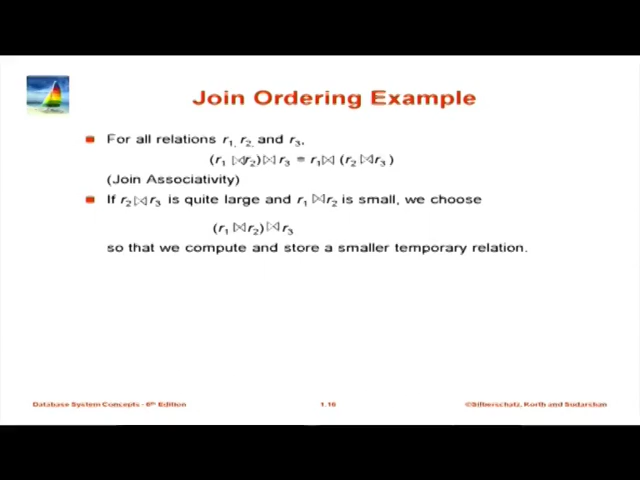 Join Ordering Example
For all relations r1, r2, and r3,
(r1 ⋈ r2) ⋈ r3 = r1 ⋈ (r2 ⋈ r3 )
(Join Associativity)
If r2 ⋈ r3 is quite large and r1 ⋈ r2 is small, we choose
(r1 ⋈ r2) ⋈ r3
so that we compute and store a smaller temporary relation.
Database System Concepts - 6th Edition
1.16
©Silberschatz, Korth and Sudarshan